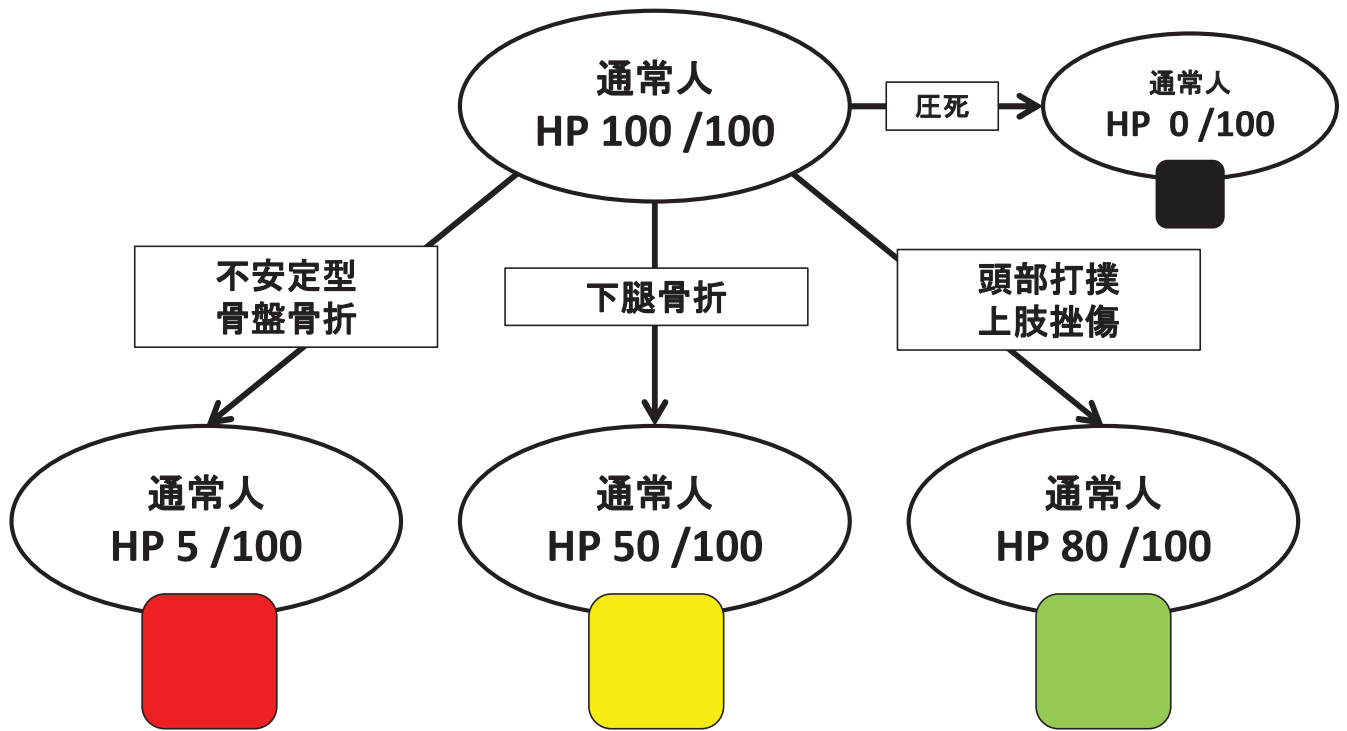 通常人
HP 100 /100
圧死
通常人
HP 0 /100
不安定型
骨盤骨折
下腿骨折
頭部打撲
上肢挫傷
通常人
HP 5 /100
通常人
HP 50 /100
通常人
HP 80 /100